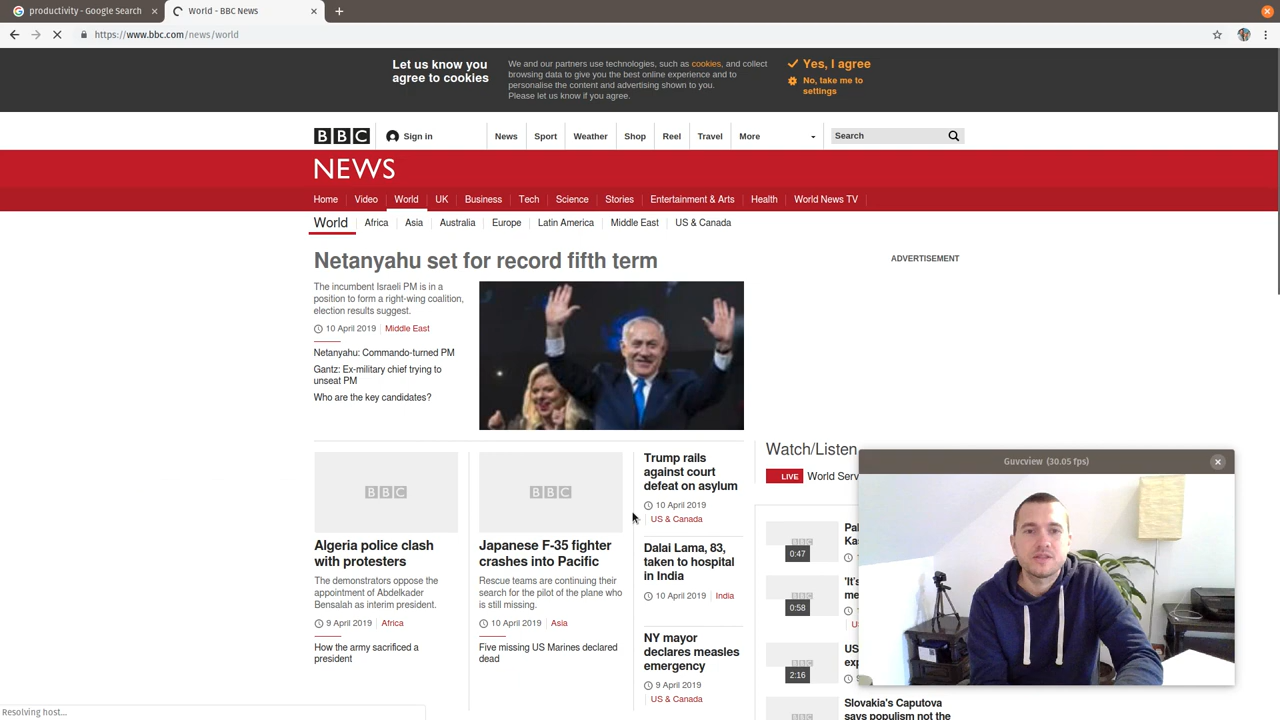 productivity - Google Search
World - BBC News
https://www.bbc.com/news/world
Let us know you
agree to cookies
We and our partners use technologies, such as cookies, and collect
browsing data to give you the best online experience and to
personalise the content and advertising shown to you.
Please let us know if you agree.
Yes, I agree
No, take me to
settings
BBC
Sign in
News
Sport
Weather
Shop
Reel
Travel
More
Search
NEWS
Home
Video
World
UK
Business
Tech
Science
Stories
Entertainment & Arts
Health
World News TV
World
Africa
Asia
Australia
Europe
Latin America
Middle East
US & Canada
Netanyahu set for record fifth term
The incumbent Israeli PM is in a
position to form a right-wing coalition,
election results suggest.
10 April 2019
Middle East
Netanyahu: Commando-turned PM
Gantz: Ex-military chief trying to
unseat PM
Who are the key candidates?
ADVERTISEMENT
BBC
Algeria police clash
with protesters
The demonstrators oppose the
appointment of Abdelkader
Bensalah as interim president.
9 April 2019
Africa
How the army sacrificed a
president
BBC
Japanese F-35 fighter
crashes into Pacific
Rescue teams are continuing their
search for the pilot of the plane who
is still missing.
10 April 2019
Asia
Five missing US Marines declared
dead
Trump rails
against court
defeat on asylum
10 April 2019
US & Canada
Dalai Lama, 83,
taken to hospital
in India
10 April 2019
India
NY mayor
declares measles
emergency
9 April 2019
US & Canada
Watch/Listen
LIVE
World Serv
BBC
0:47
0:58
2:16
'It's
US
Slovakia's Caputova
says populism not the
Guvcview (30.05 fps)
Resolving host...